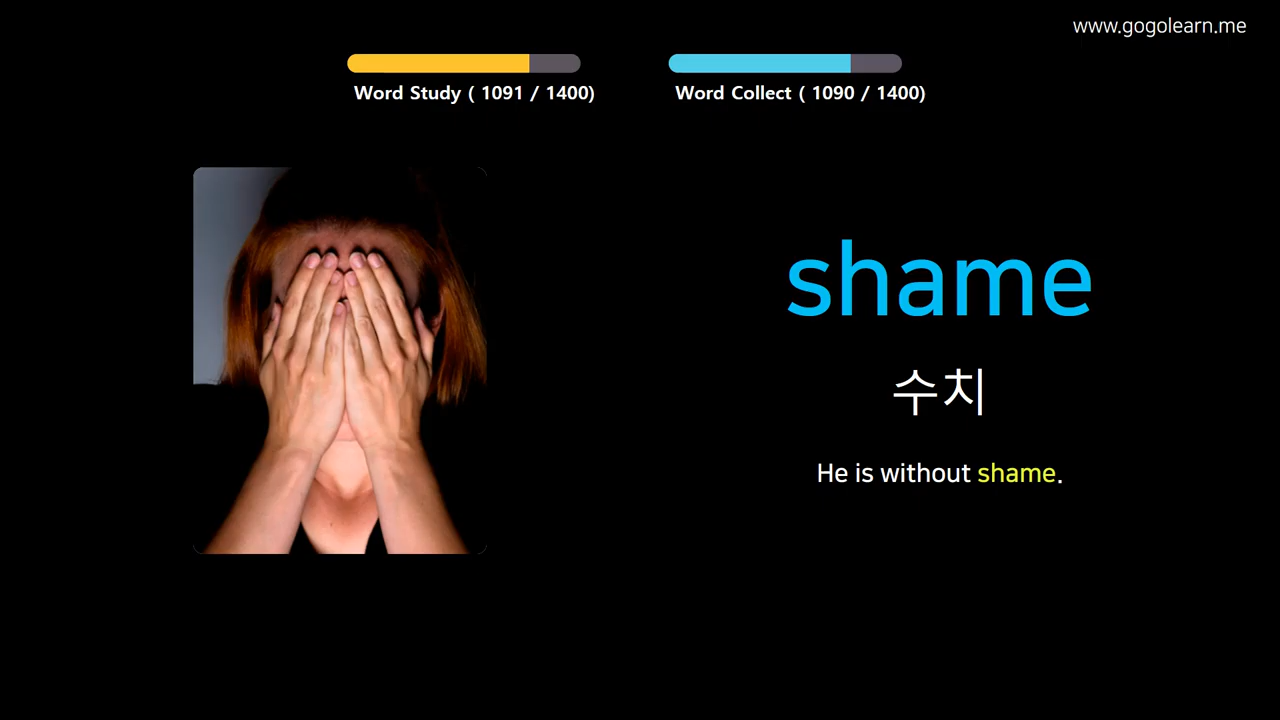 www.gogolearn.me
Word Study ( 1091 / 1400)
Word Collect ( 1090 / 1400)
shame
수치
He is without shame.